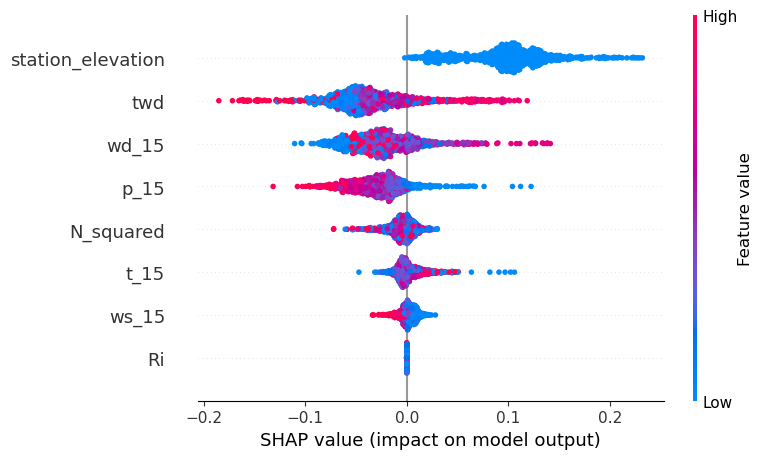 High
station_elevation
twd
wd_15
p_15
N_squared
t_15
ws_15
Ri
Feature value
Low
−0.2 −0.1 0.0 0.1 0.2
SHAP value (impact on model output)